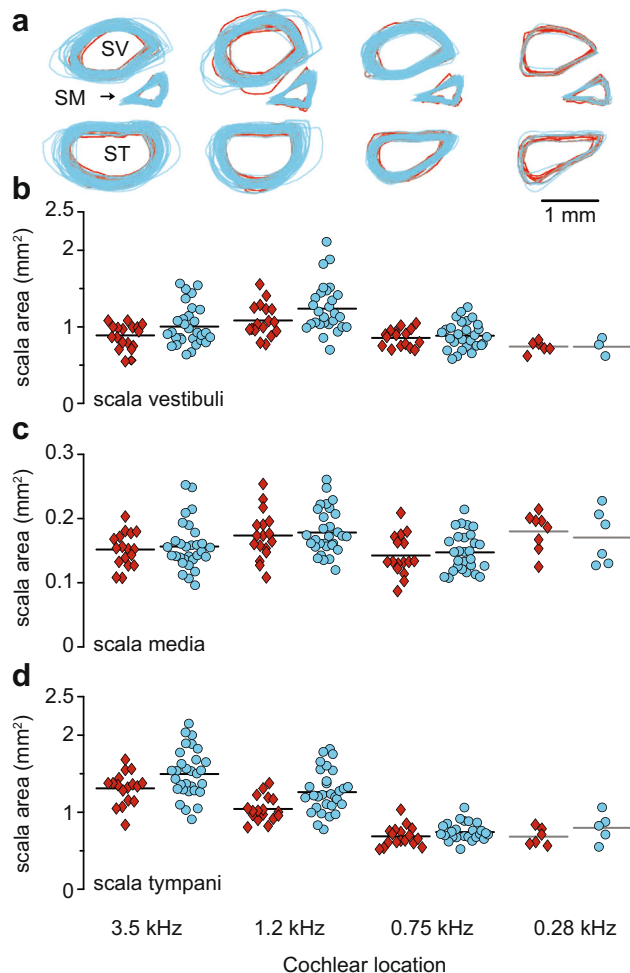 a
SV
SM →
ST
1 mm
b
2.5
2
1
0
scala area (mm²)
scala vestibuli
c
0.3
0.2
0.1
0
scala area (mm²)
scala media
d
2.5
2
1
0
scala area (mm²)
scala tympani
3.5 kHz 1.2 kHz 0.75 kHz 0.28 kHz
Cochlear location